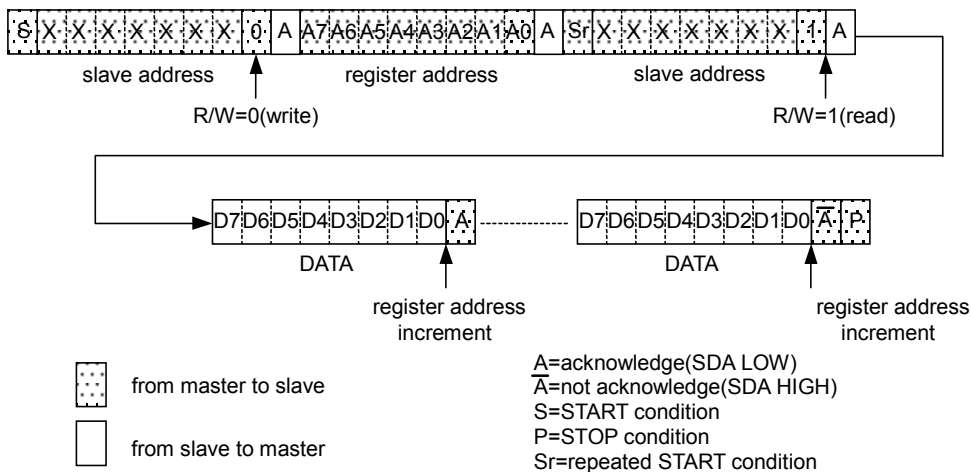 S X X X X X X X 0 A A7 A6 A5 A4 A3 A2 A1 A0 A Sr X X X X X X X 1 A
slave address register address slave address
R/W=0(write) R/W=1(read)
D7 D6 D5 D4 D3 D2 D1 D0 A D7 D6 D5 D4 D3 D2 D1 D0 A̅ P
DATA DATA
register address register address
increment increment
from master to slave
from slave to master
A=acknowledge(SDA LOW)
A̅=not acknowledge(SDA HIGH)
S=START condition
P=STOP condition
Sr=repeated START condition